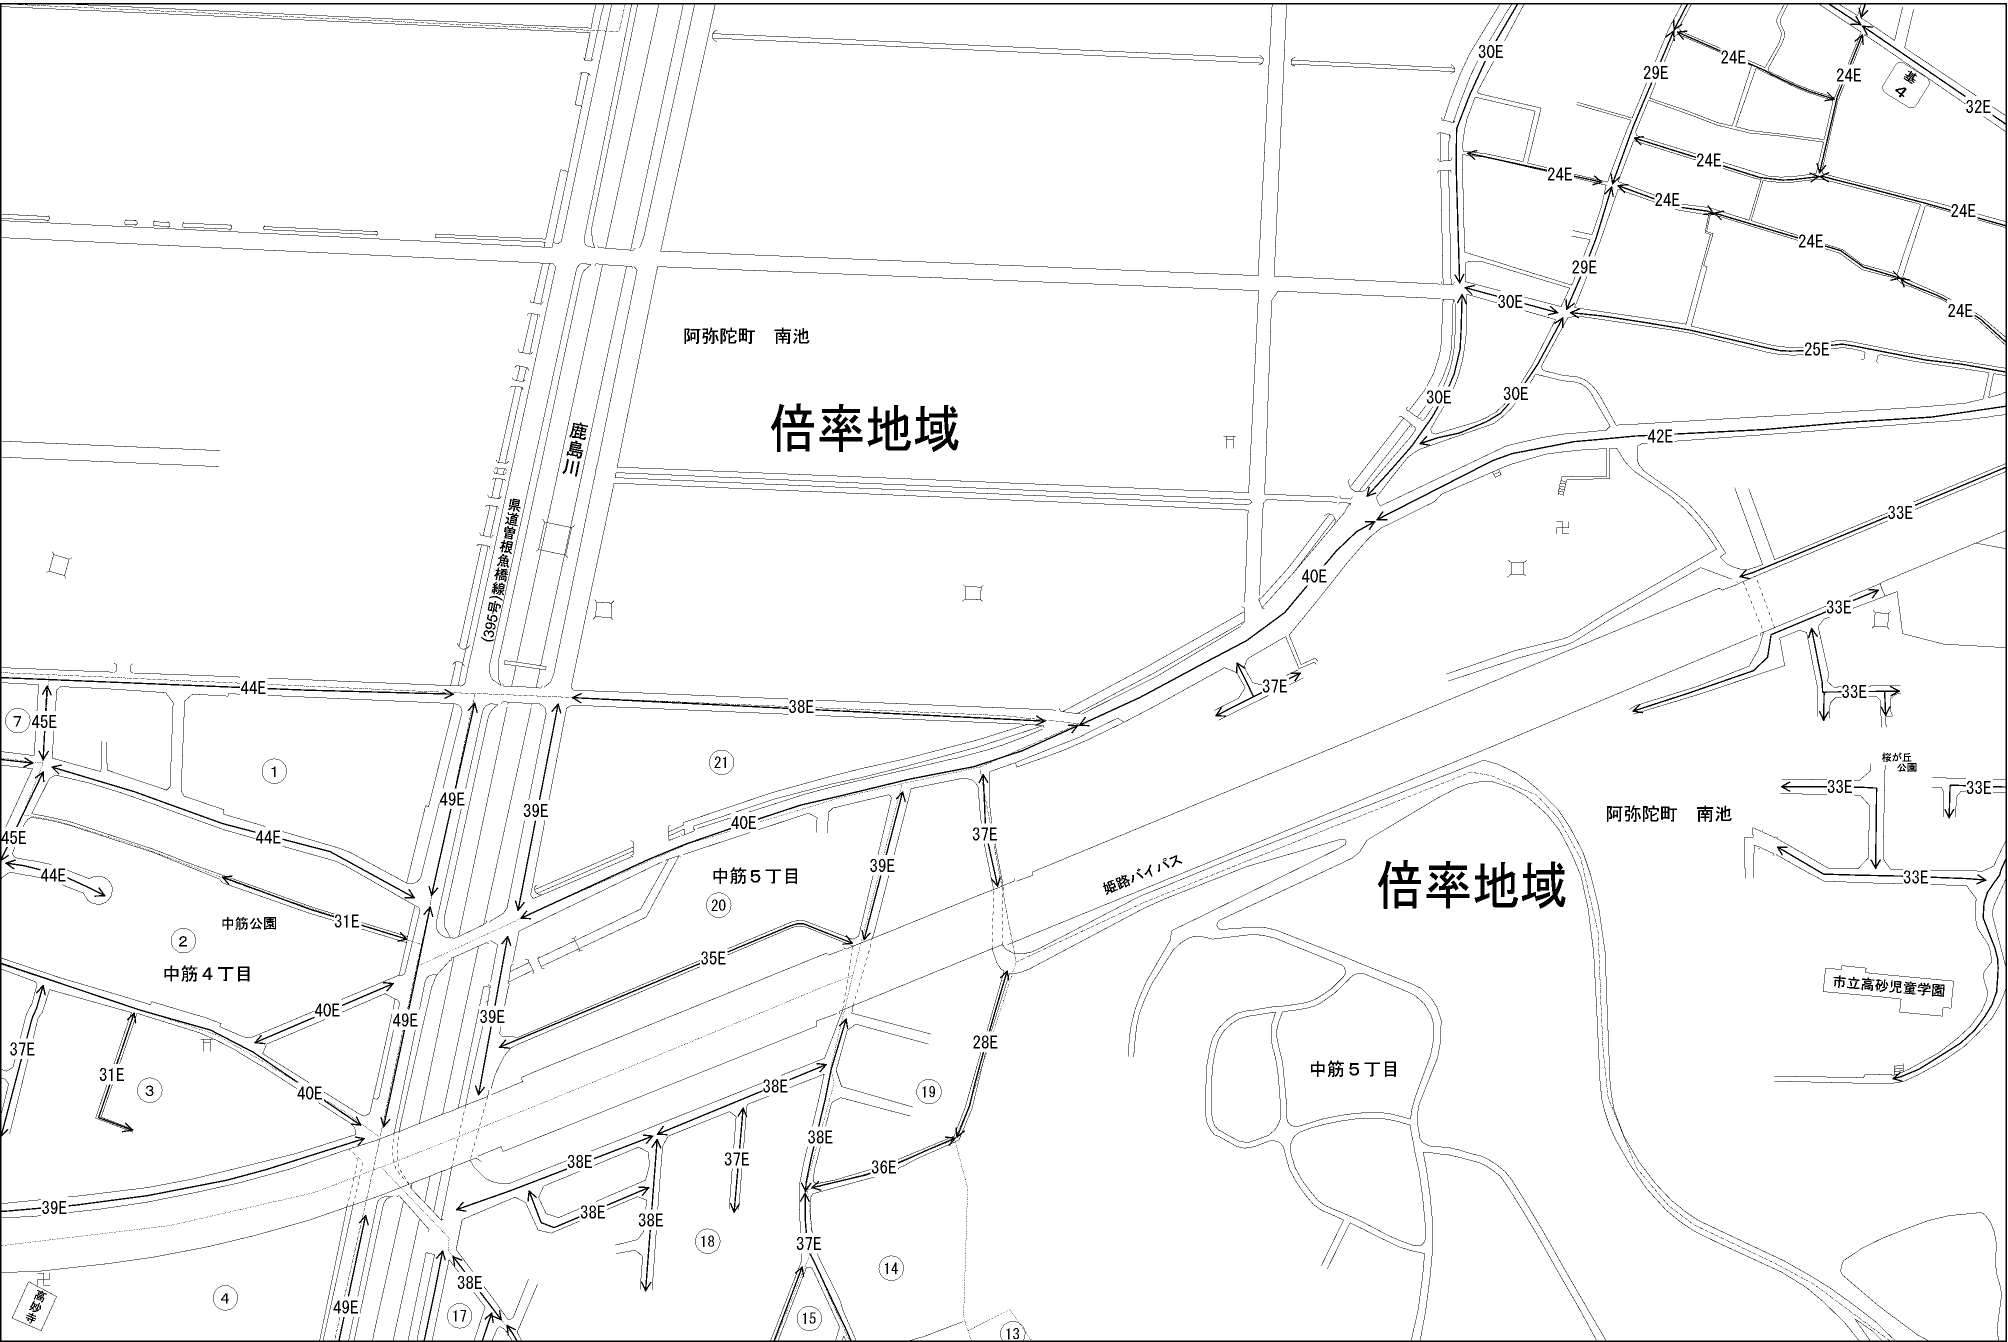 30E
24E
29E
24E
基
4
32E
24E
24E
24E
24E
24E
29E
30E
24E
阿弥陀町　南池
25E
倍率地域
30E
30E
鹿島川
42E
県道曽根魚橋線
(395号)
33E
40E
33E
44E
38E
37E
33E
7
45E
1
21
桜が丘
公園
49E
39E
33E
33E
40E
阿弥陀町　南池
45E
44E
37E
39E
44E
中筋5丁目
姫路バイパス
倍率地域
33E
20
中筋公園
31E
2
35E
中筋4丁目
市立高砂児童学園
40E
49E
39E
37E
28E
中筋5丁目
31E
3
40E
38E
19
38E
38E
37E
36E
39E
38E
38E
18
37E
14
38E
高妙寺
4
49E
17
15
13